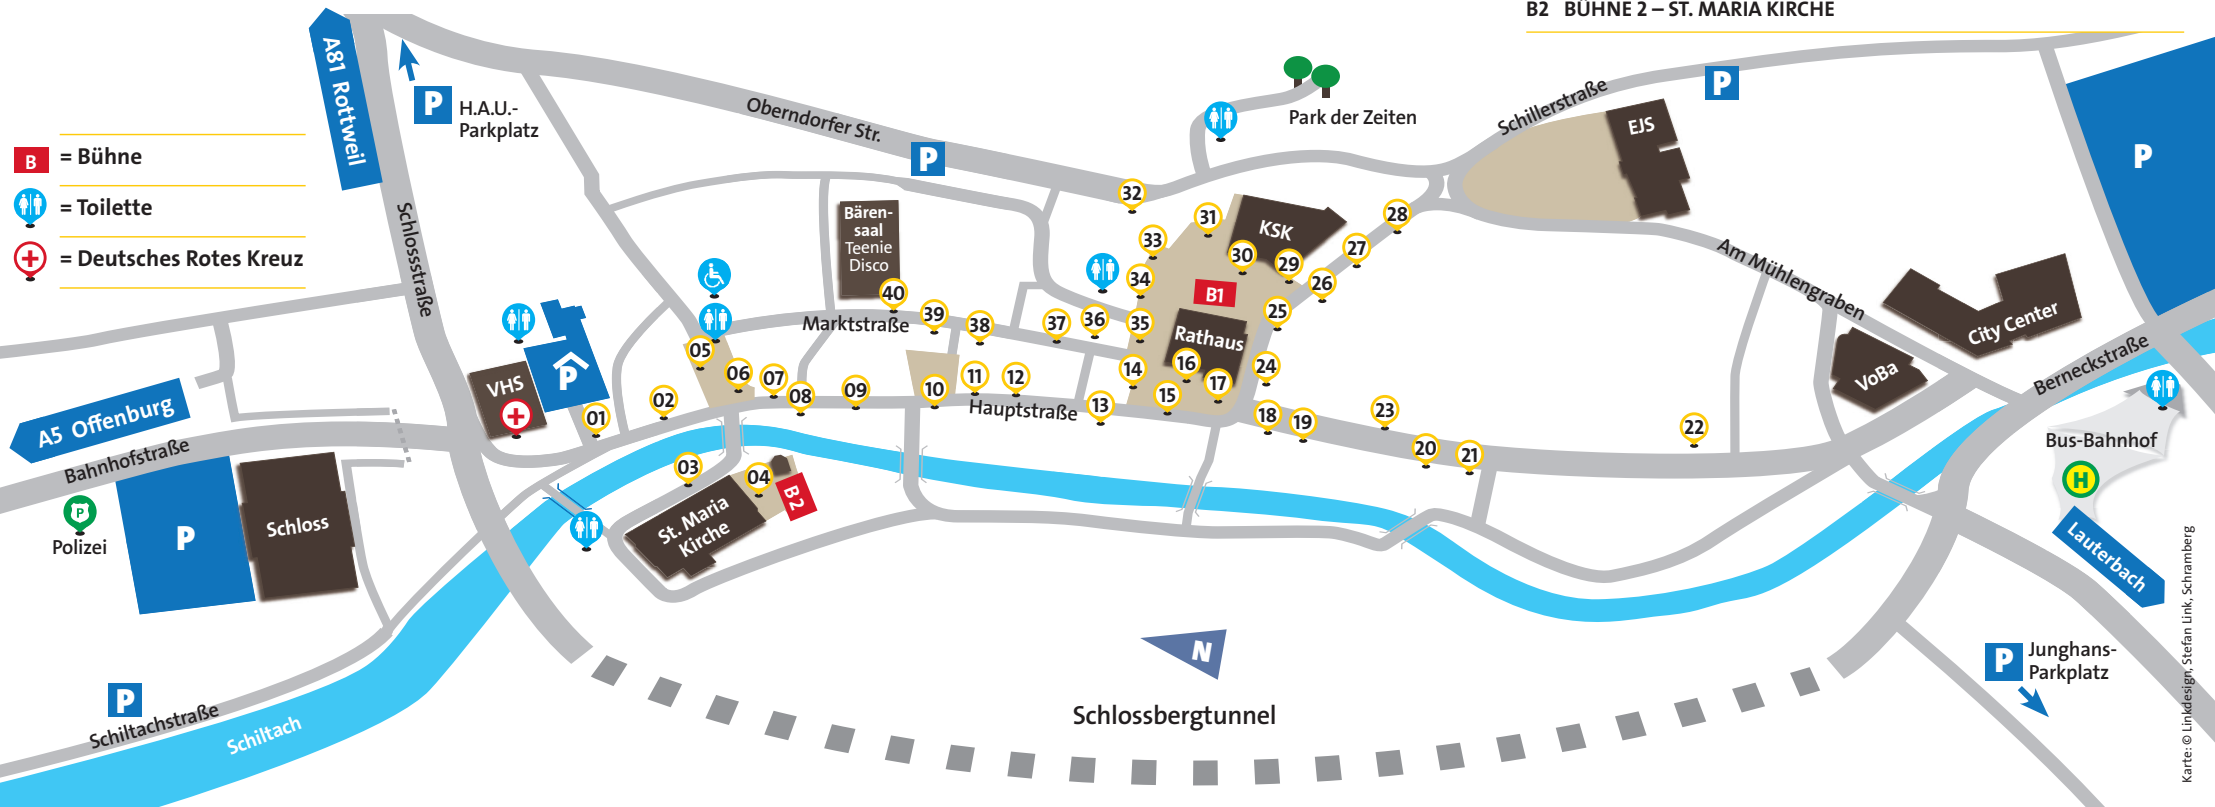 B2 BÜHNE 2 – ST. MARIA KIRCHE
A81 Rottweil
P
H.A.U.-
Parkplatz
B = Bühne
= Toilette
= Deutsches Rotes Kreuz
Schlossstraße
Oberndorfer Str.
P
Park der Zeiten
Schillerstraße
P
EJS
P
Bären-
saal
Teenie
Disco
40
39
38
37
36
35
34
33
32
31
KSK
30
29
28
27
26
25
24
B1
Rathaus
16
17
15
14
Marktstraße
Am Mühlengraben
City Center
VoBa
Berneckstraße
VHS
P
01
02
05
06
07
08
09
10
11
12
13
Hauptstraße
18
19
23
20
21
22
A5 Offenburg
Bahnhofstraße
P
Polizei
P
Schloss
03
04
B2
St. Maria
Kirche
Bus-Bahnhof
H
Lauterbach
N
Schlossbergtunnel
P
Junghans-
Parkplatz
P
Schiltachstraße
Schiltach
Karte: © Linkdesign, Stefan Link, Schramberg